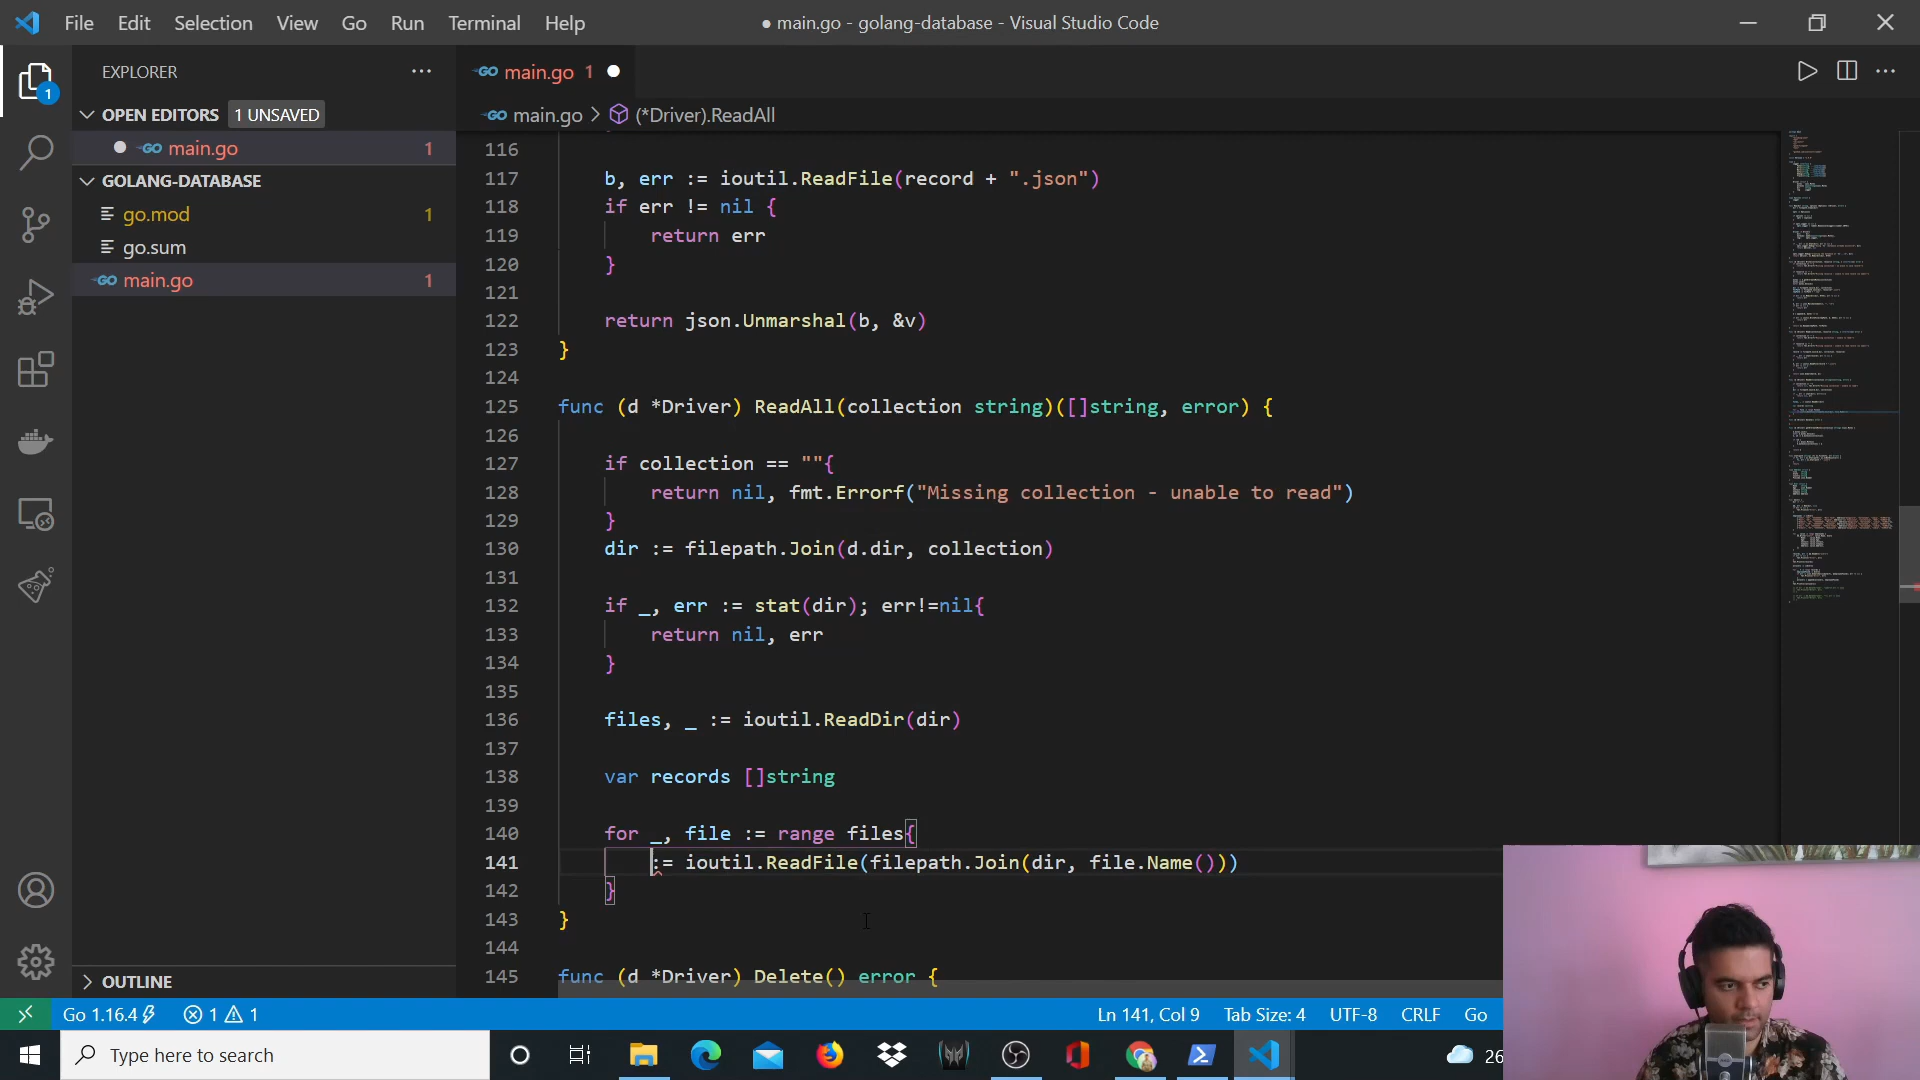 File Edit Selection View Go Run Terminal Help
● main.go - golang-database - Visual Studio Code
EXPLORER
OPEN EDITORS 1 UNSAVED
main.go 1
GOLANG-DATABASE
go.mod 1
go.sum
main.go 1
OUTLINE
main.go 1
main.go > (*Driver).ReadAll
116
117 b, err := ioutil.ReadFile(record + ".json")
118 if err != nil {
119 return err
120 }
121
122 return json.Unmarshal(b, &v)
123 }
124
125 func (d *Driver) ReadAll(collection string)([]string, error) {
126
127 if collection == ""{
128 return nil, fmt.Errorf("Missing collection - unable to read")
129 }
130 dir := filepath.Join(d.dir, collection)
131
132 if _, err := stat(dir); err!=nil{
133 return nil, err
134 }
135
136 files, _ := ioutil.ReadDir(dir)
137
138 var records []string
139
140 for _, file := range files{
141 := ioutil.ReadFile(filepath.Join(dir, file.Name()))
142 }
143 }
144
145 func (d *Driver) Delete() error {
Go 1.16.4 1 1 Ln 141, Col 9 Tab Size: 4 UTF-8 CRLF Go
Type here to search
26
1